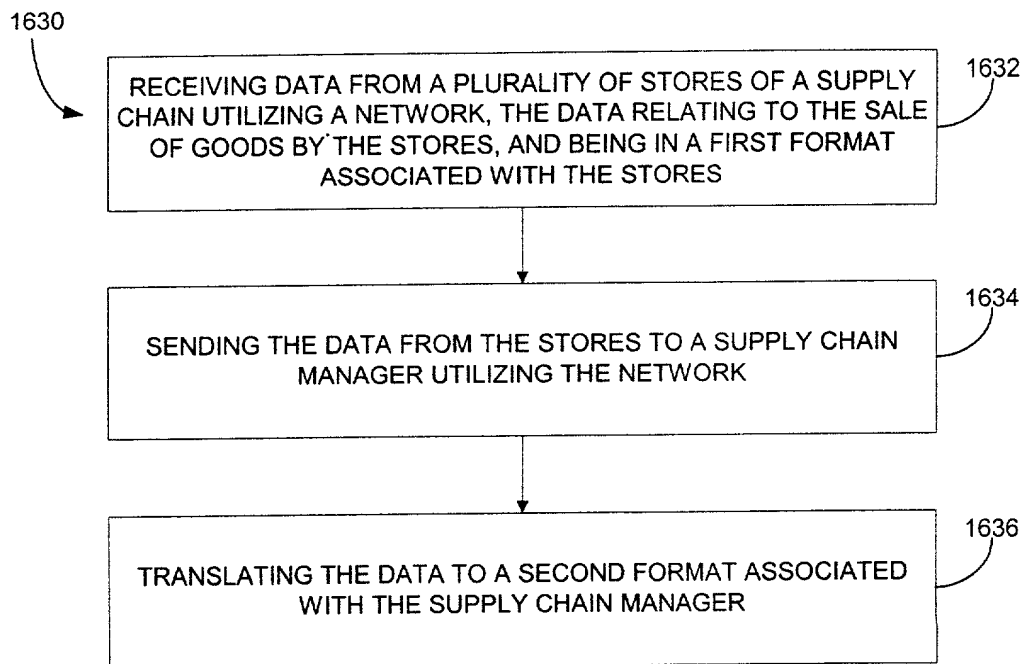 1630
RECEIVING DATA FROM A PLURALITY OF STORES OF A SUPPLY
CHAIN UTILIZING A NETWORK, THE DATA RELATING TO THE SALE
OF GOODS BY THE STORES, AND BEING IN A FIRST FORMAT
ASSOCIATED WITH THE STORES
1632
SENDING THE DATA FROM THE STORES TO A SUPPLY CHAIN
MANAGER UTILIZING THE NETWORK
1634
TRANSLATING THE DATA TO A SECOND FORMAT ASSOCIATED
WITH THE SUPPLY CHAIN MANAGER
1636